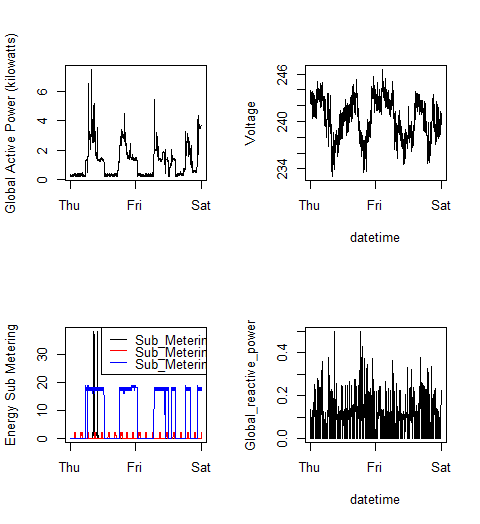 Global Active Power (kilowatts)
0 2 4 6
Thu Fri Sat
Voltage
234 240 246
Thu Fri Sat
datetime
Energy Sub Metering
0 10 20 30
Sub_Meterin
Sub_Meterin
Sub_Meterin
Thu Fri Sat
Global_reactive_power
0.0 0.2 0.4
Thu Fri Sat
datetime